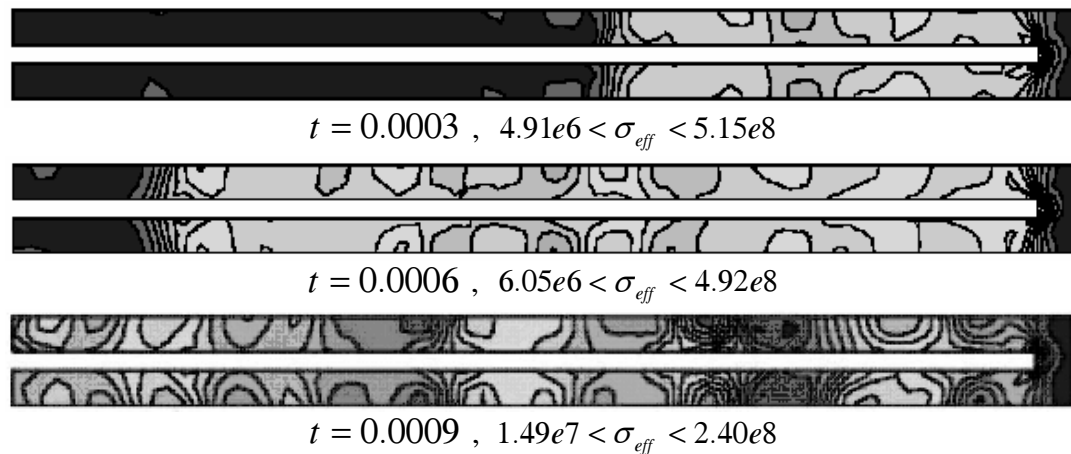 t = 0.0003 , 4.91e6 < σ_eff < 5.15e8
t = 0.0006 , 6.05e6 < σ_eff < 4.92e8
t = 0.0009 , 1.49e7 < σ_eff < 2.40e8